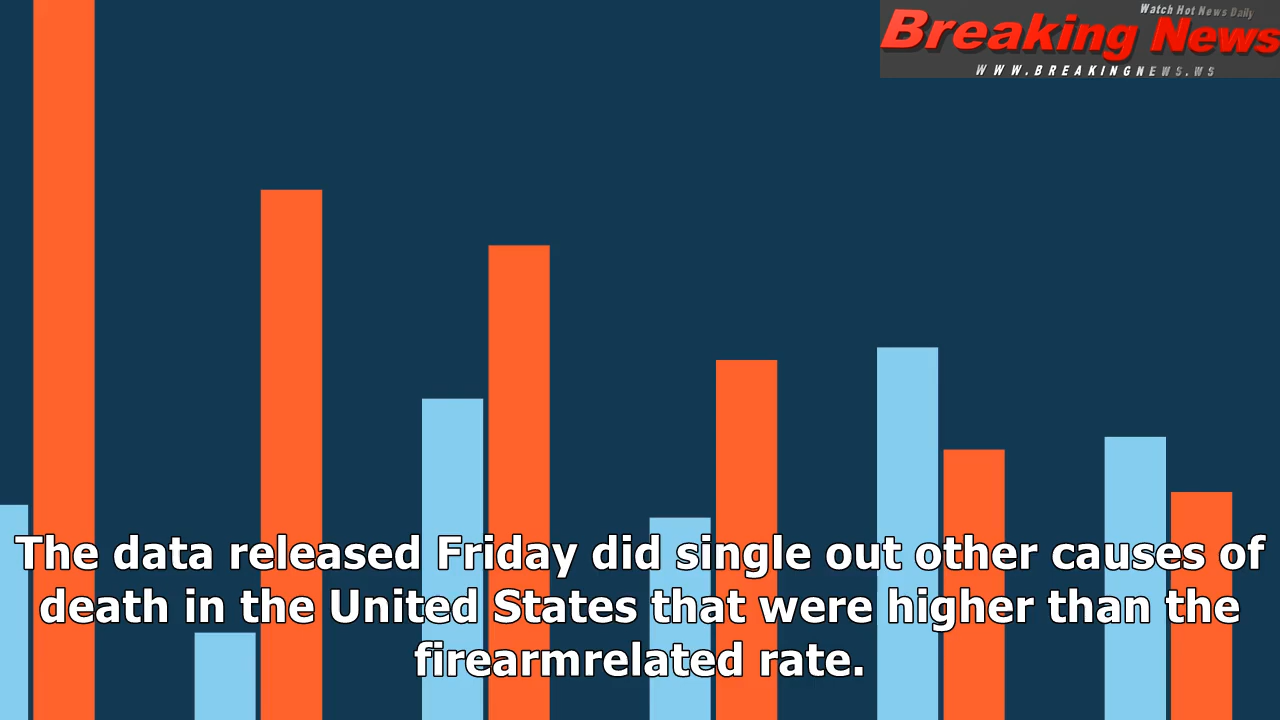 Watch Hot News Daily
Breaking News
WWW.BREAKINGNEWS.WS
The data released Friday did single out other causes of
death in the United States that were higher than the
firearmrelated rate.